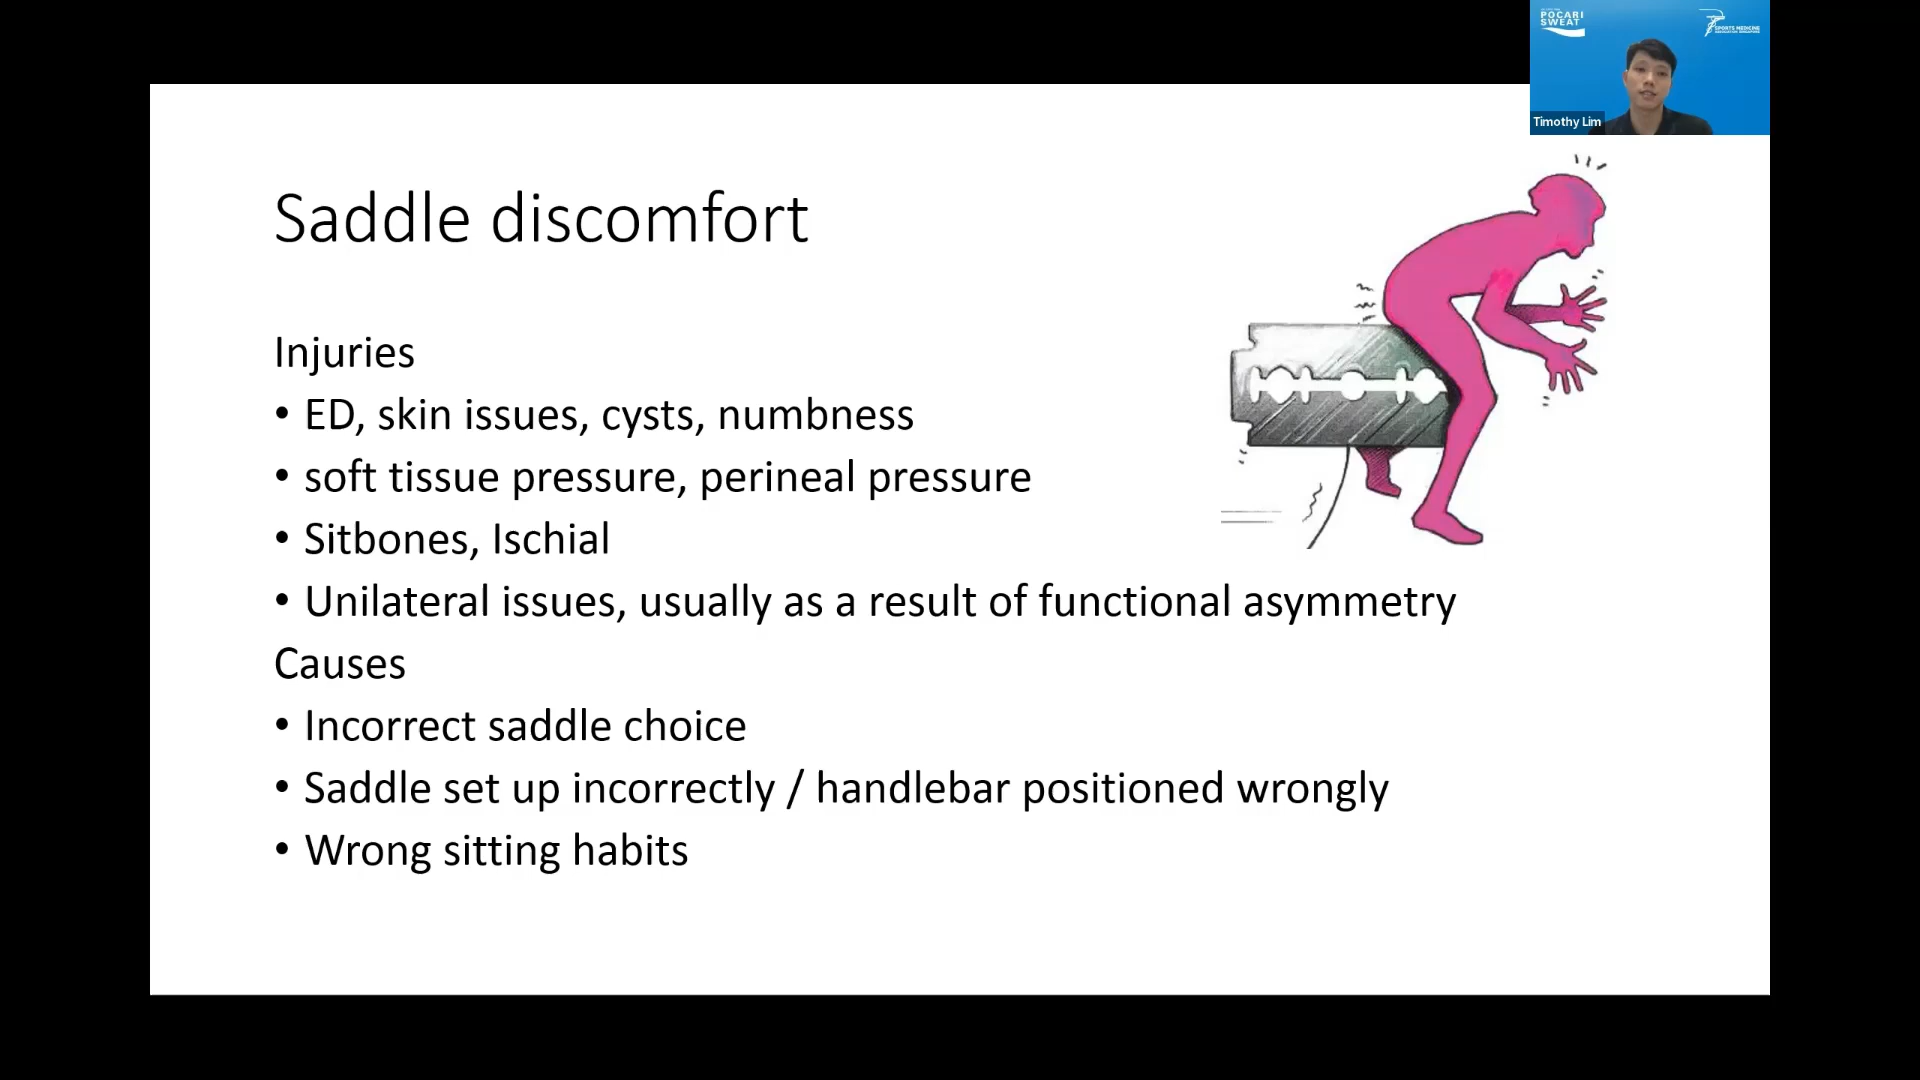 POCARI
SWEAT
SPORTS MEDICINE
ASSOCIATION SINGAPORE
Timothy Lim
Saddle discomfort
Injuries
• ED, skin issues, cysts, numbness
• soft tissue pressure, perineal pressure
• Sitbones, Ischial
• Unilateral issues, usually as a result of functional asymmetry
Causes
• Incorrect saddle choice
• Saddle set up incorrectly / handlebar positioned wrongly
• Wrong sitting habits